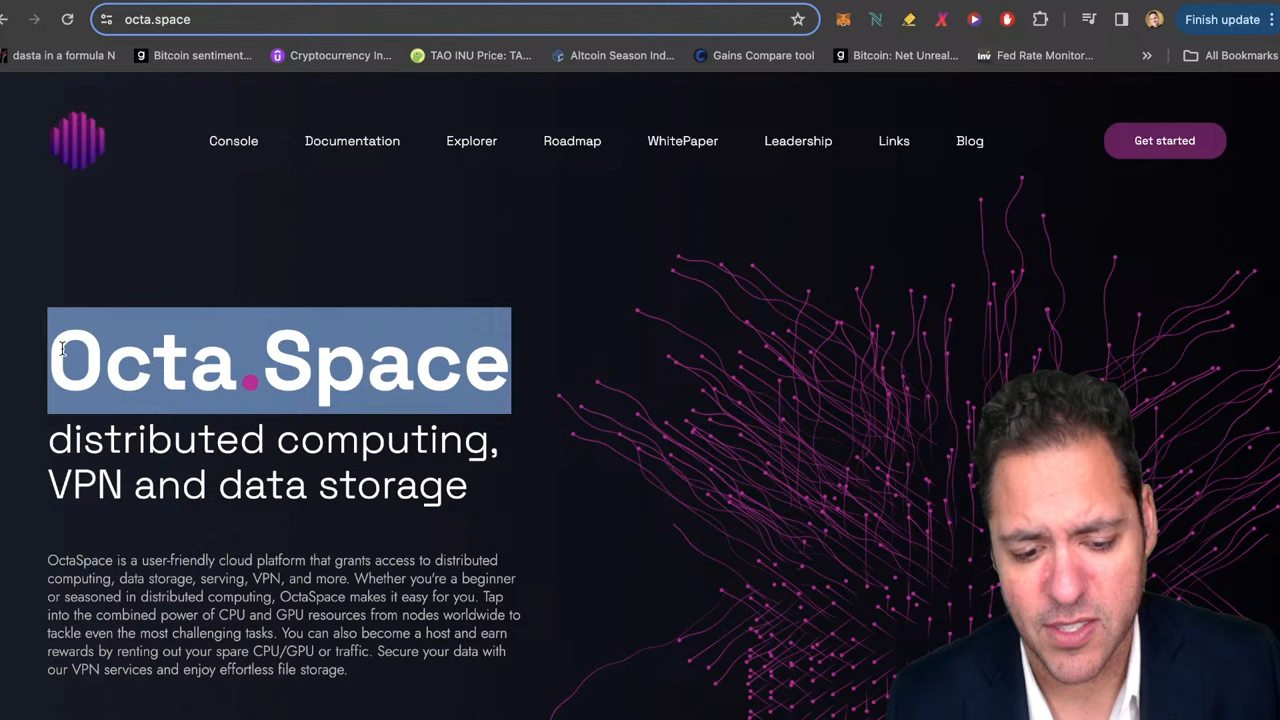 octa.space
Finish update
dasta in a formula N
Bitcoin sentiment...
Cryptocurrency In...
TAO INU Price: TA...
Altcoin Season Ind...
Gains Compare tool
Bitcoin: Net Unreal...
Inv
Fed Rate Monitor...
»
All Bookmarks
Console
Documentation
Explorer
Roadmap
WhitePaper
Leadership
Links
Blog
Get started
Octa.Space
distributed computing,
VPN and data storage
OctaSpace is a user-friendly cloud platform that grants access to distributed
computing, data storage, serving, VPN, and more. Whether you're a beginner
or seasoned in distributed computing, OctaSpace makes it easy for you. Tap
into the combined power of CPU and GPU resources from nodes worldwide to
tackle even the most challenging tasks. You can also become a host and earn
rewards by renting out your spare CPU/GPU or traffic. Secure your data with
our VPN services and enjoy effortless file storage.